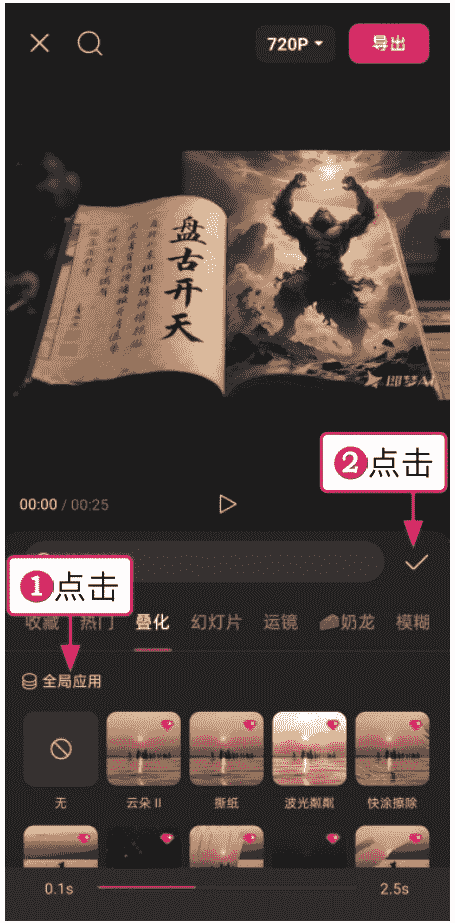 720P
导出
盘古开天
即梦AI
❷点击
00:00 / 00:25
❶点击
收藏
热门
叠化
幻灯片
运镜
奶龙
模糊
全局应用
无
云朵 II
撕纸
波光粼粼
快涂擦除
0.1s
2.5s